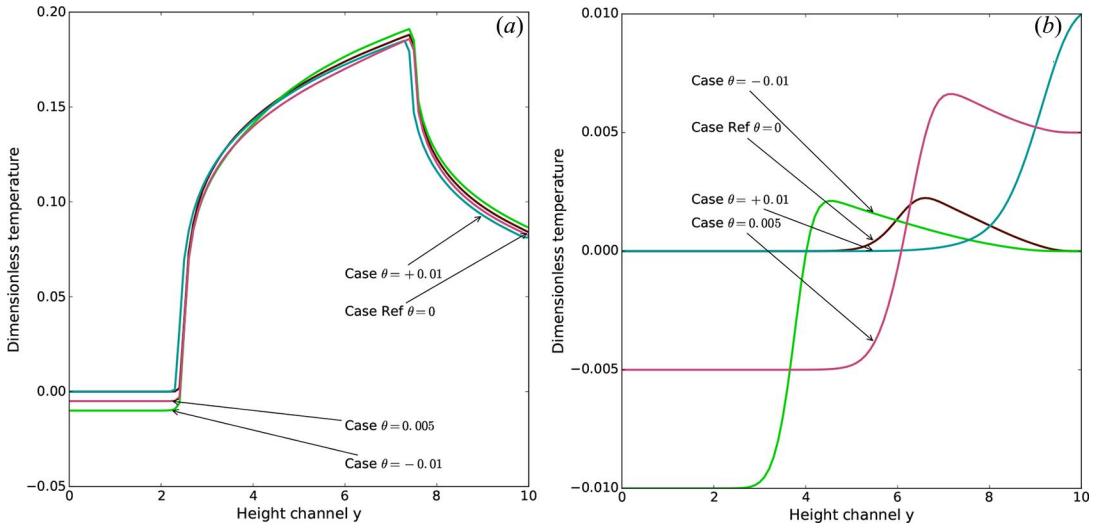 (a)
0.20
0.15
0.10
0.05
0.00
−0.05
Dimensionless temperature
Case θ=+0.01
Case Ref θ=0
Case θ=0.005
Case θ=−0.01
0 2 4 6 8 10
Height channel y
(b)
0.010
0.005
0.000
−0.005
−0.010
Dimensionless temperature
Case θ=−0.01
Case Ref θ=0
Case θ=+0.01
Case θ=0.005
0 2 4 6 8 10
Height channel y